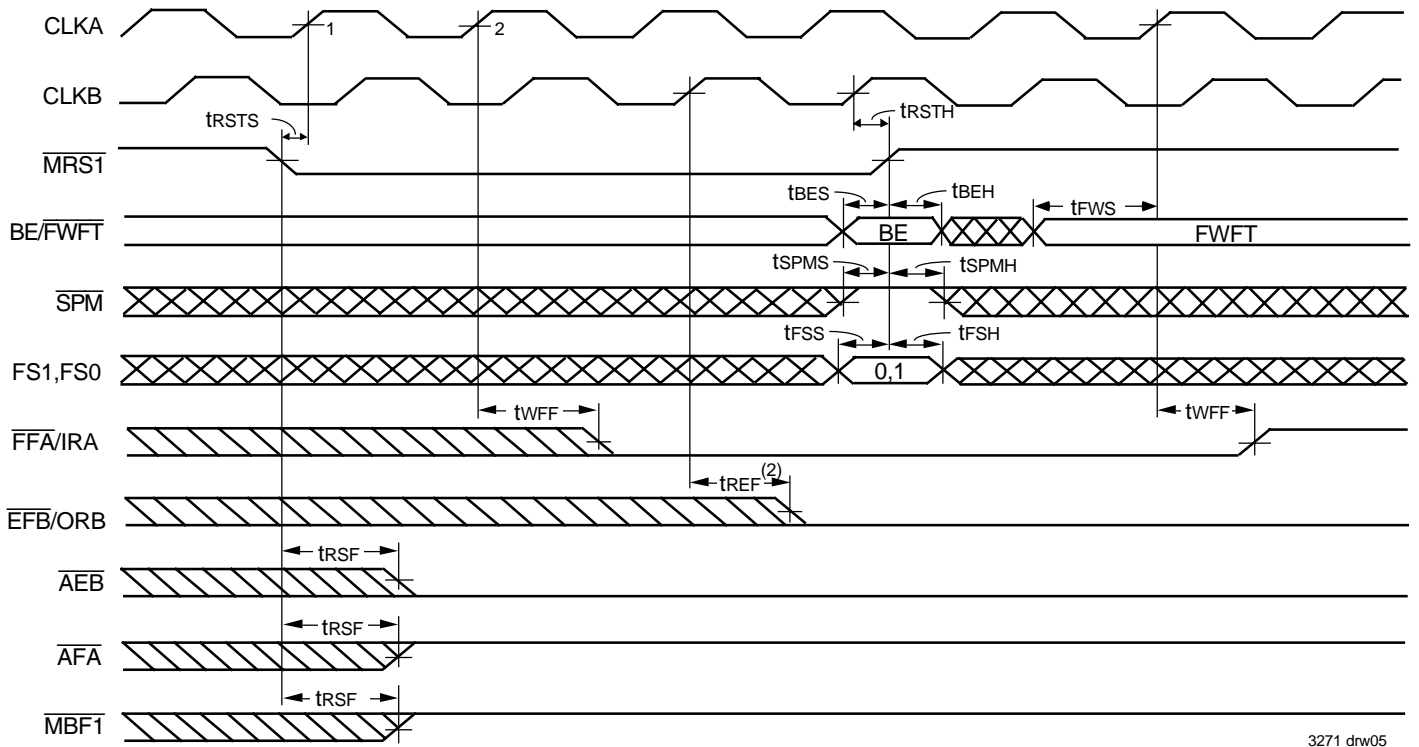 CLKA
1
2
CLKB
tRSTS
tRSTH
MRS1
tBES
tBEH
tFWS
BE/FWFT
BE
FWFT
tSPMS
tSPMH
SPM
tFSS
tFSH
FS1,FS0
0,1
tWFF
tWFF
FFA/IRA
tREF(2)
EFB/ORB
tRSF
AEB
tRSF
AFA
tRSF
MBF1
3271 drw05